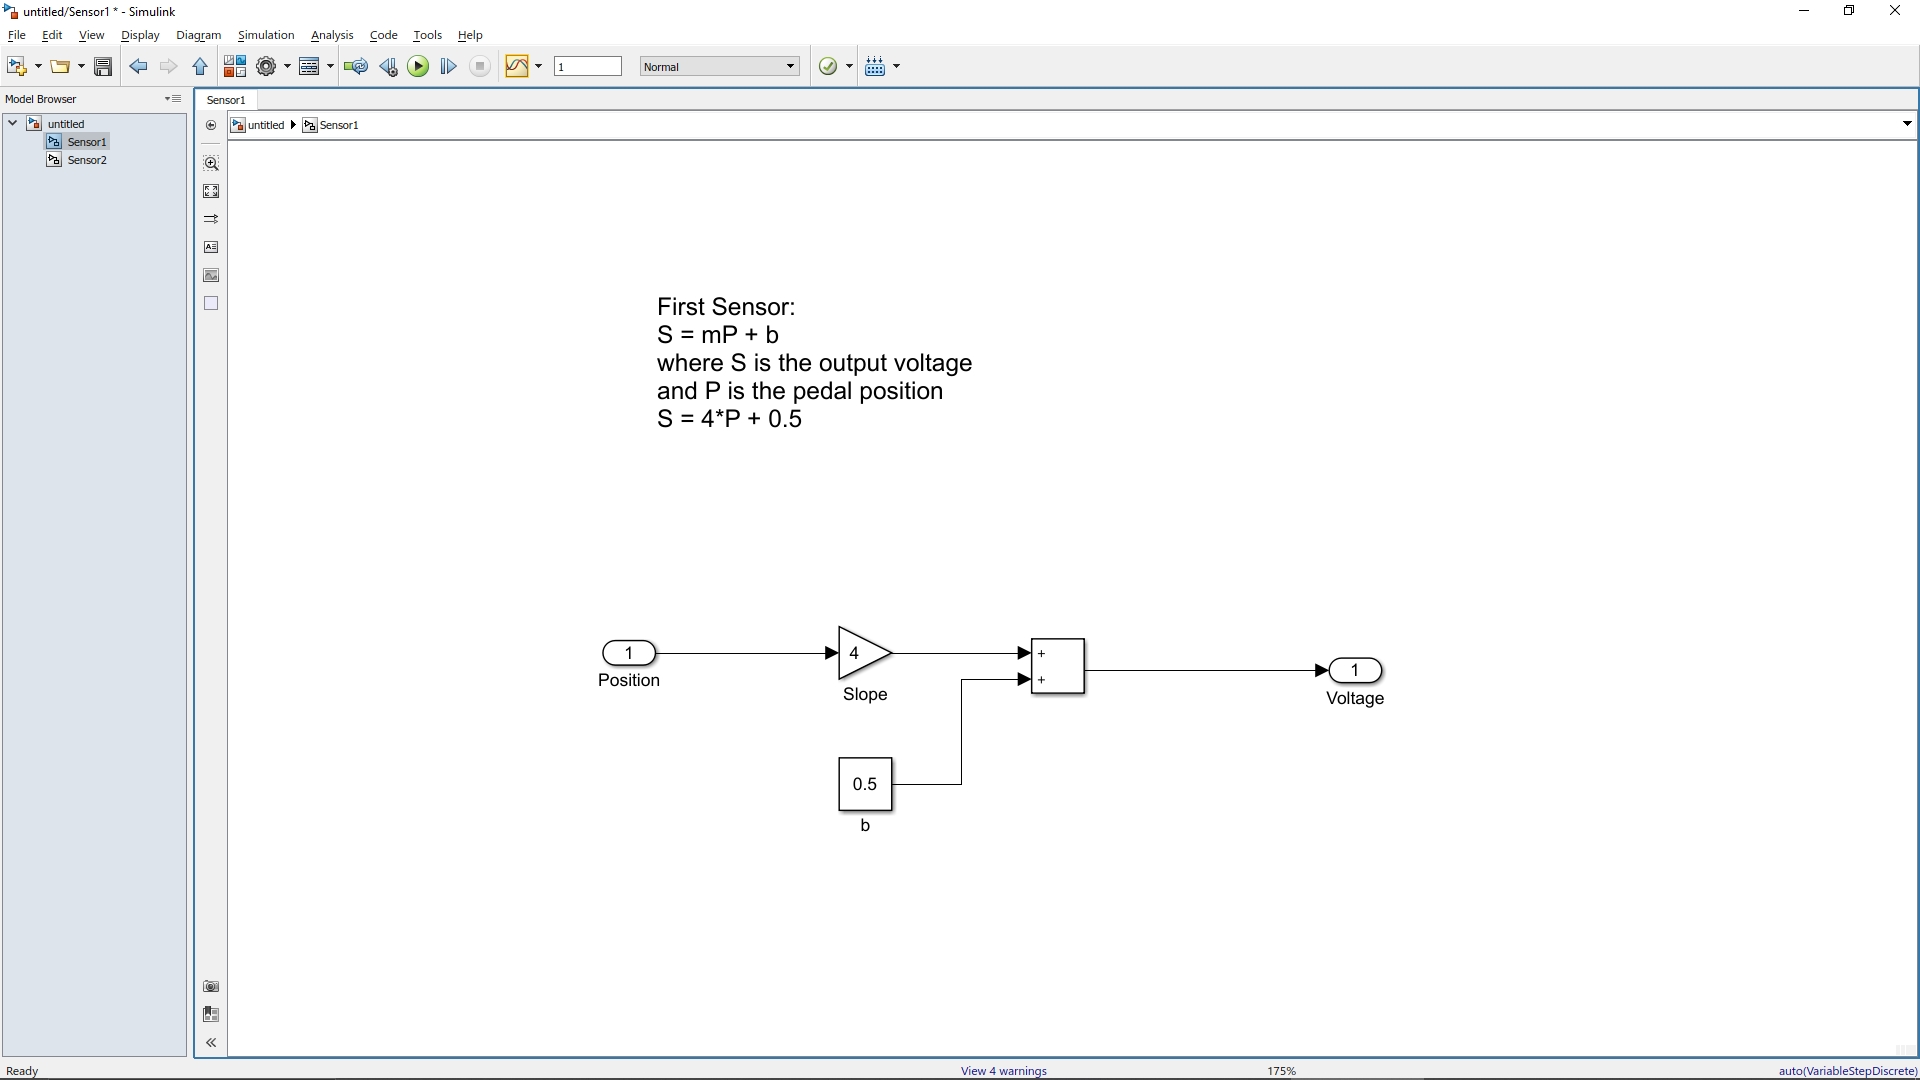 untitled/Sensor1 * - Simulink
File Edit View Display Diagram Simulation Analysis Code Tools Help
1 Normal
Model Browser
Sensor1
untitled
Sensor1
Sensor2
untitled Sensor1
First Sensor:
S = mP + b
where S is the output voltage
and P is the pedal position
S = 4*P + 0.5
1
Position
4
Slope
+
+
1
Voltage
0.5
b
Ready View 4 warnings 175% auto(VariableStepDiscrete)